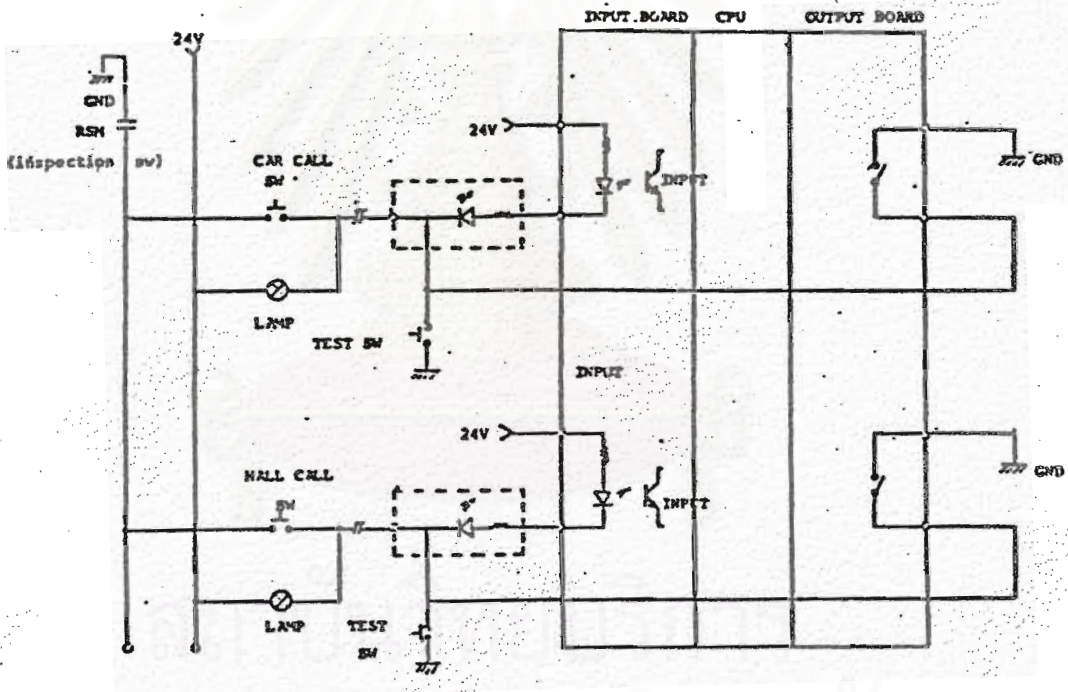 INPUT.BOARD CPU OUTPUT BOARD
24V
GND
RSM
(inspection sw)
24V
CAR CALL
SW
INPUT
GND
LAMP
TEST SW
INPUT
24V
HALL CALL
SW
INPUT
GND
LAMP
TEST
SW